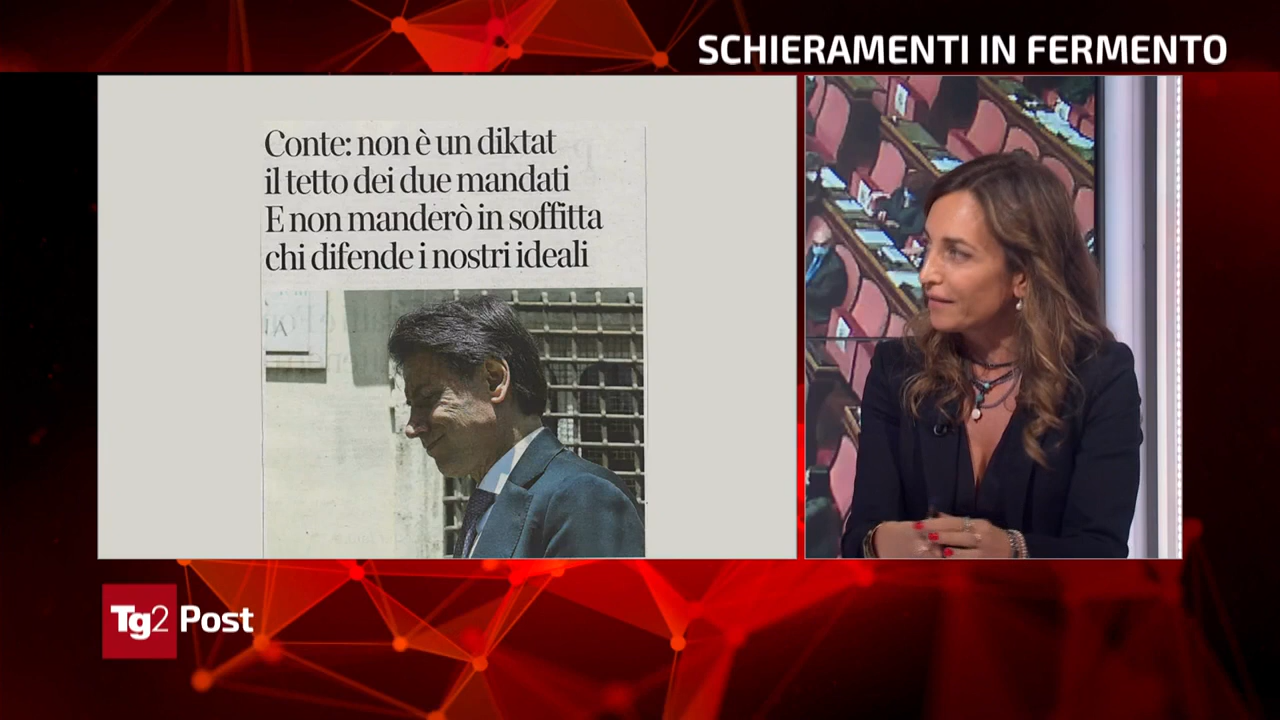 SCHIERAMENTI IN FERMENTO
Conte: non è un diktat
il tetto dei due mandati
E non manderò in soffitta
chi difende i nostri ideali
Tg2 Post